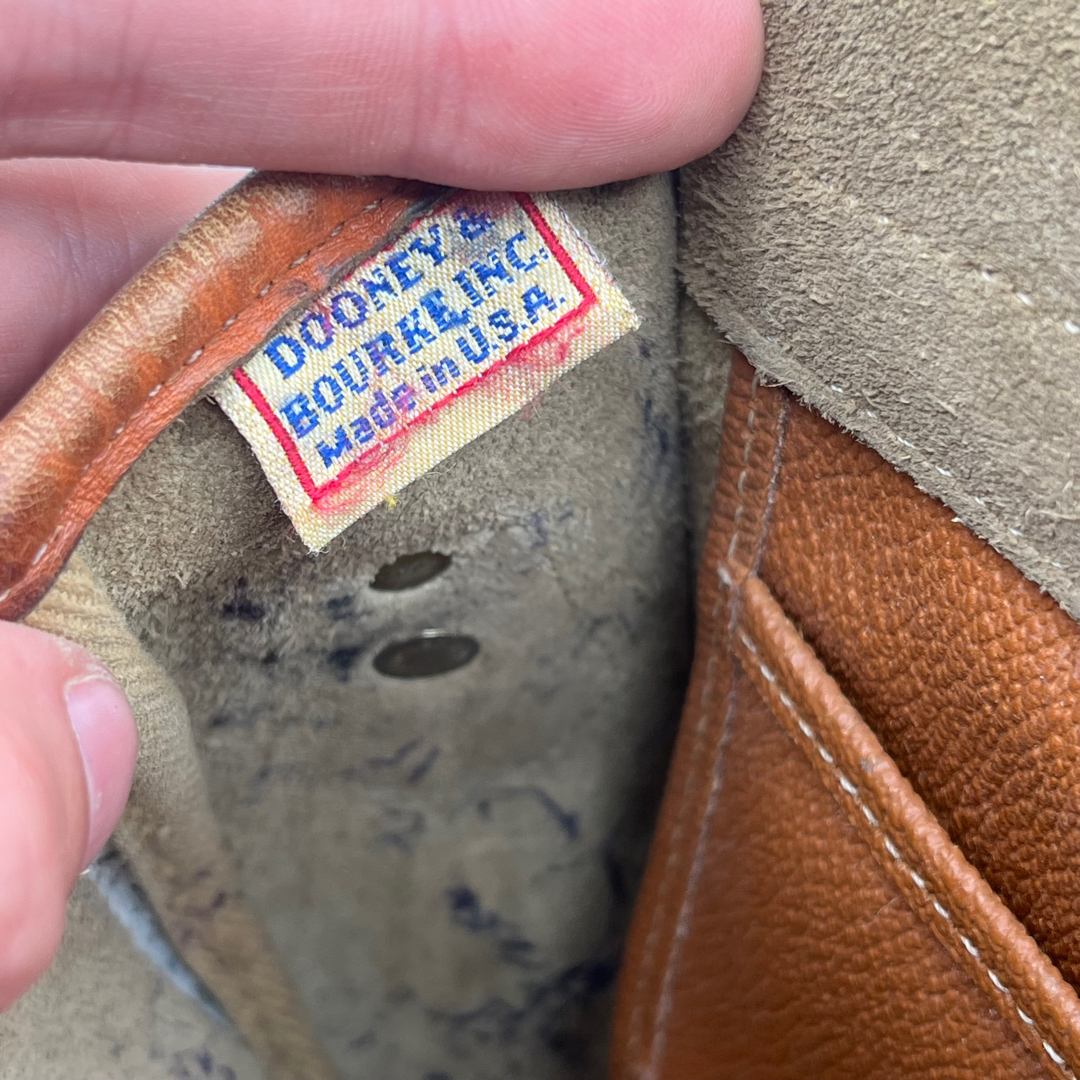 DOONEY &
BOURKE, INC.
Made in U.S.A.